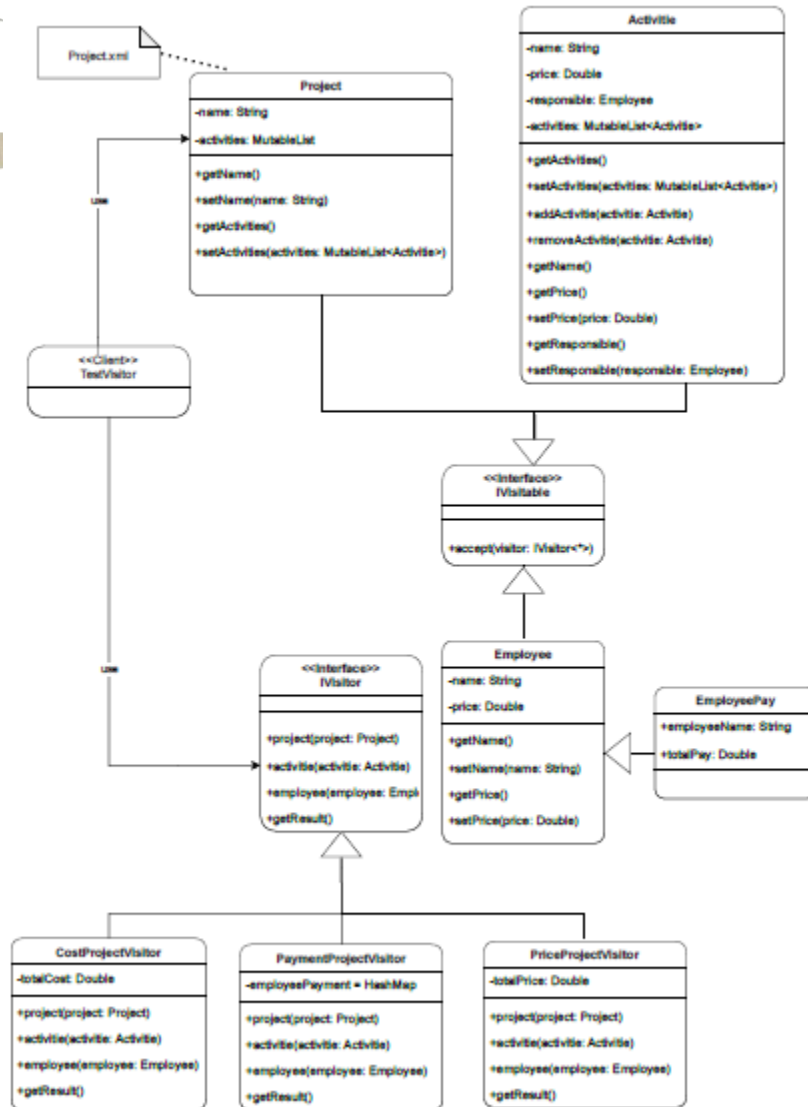 Project.xml
Project
-name: String
-activities: MutableList
+getName()
+setName(name: String)
+getActivities()
+setActivities(activities: MutableList<Activitie>)
Activitie
-name: String
-price: Double
-responsible: Employee
-activities: MutableList<Activitie>
+getActivities()
+setActivities(activities: MutableList<Activitie>)
+addActivitie(activitie: Activitie)
+removeActivitie(activitie: Activitie)
+getName()
+getPrice()
+setPrice(price: Double)
+getResponsible()
+setResponsible(responsible: Employee)
use
<<Client>>
TestVisitor
<<Interface>>
IVisitable
+accept(visitor: IVisitor<*>)
use
<<Interface>>
IVisitor
+project(project: Project)
+activitie(activitie: Activitie)
+employee(employee: Empl
+getResult()
Employee
-name: String
-price: Double
+getName()
+setName(name: String)
+getPrice()
+setPrice(price: Double)
EmployeePay
+employeeName: String
+totalPay: Double
CostProjectVisitor
-totalCost: Double
+project(project: Project)
+activitie(activitie: Activitie)
+employee(employee: Employee)
+getResult()
PaymentProjectVisitor
-employeePayment = HashMap
+project(project: Project)
+activitie(activitie: Activitie)
+employee(employee: Employee)
+getResult()
PriceProjectVisitor
-totalPrice: Double
+project(project: Project)
+activitie(activitie: Activitie)
+employee(employee: Employee)
+getResult()